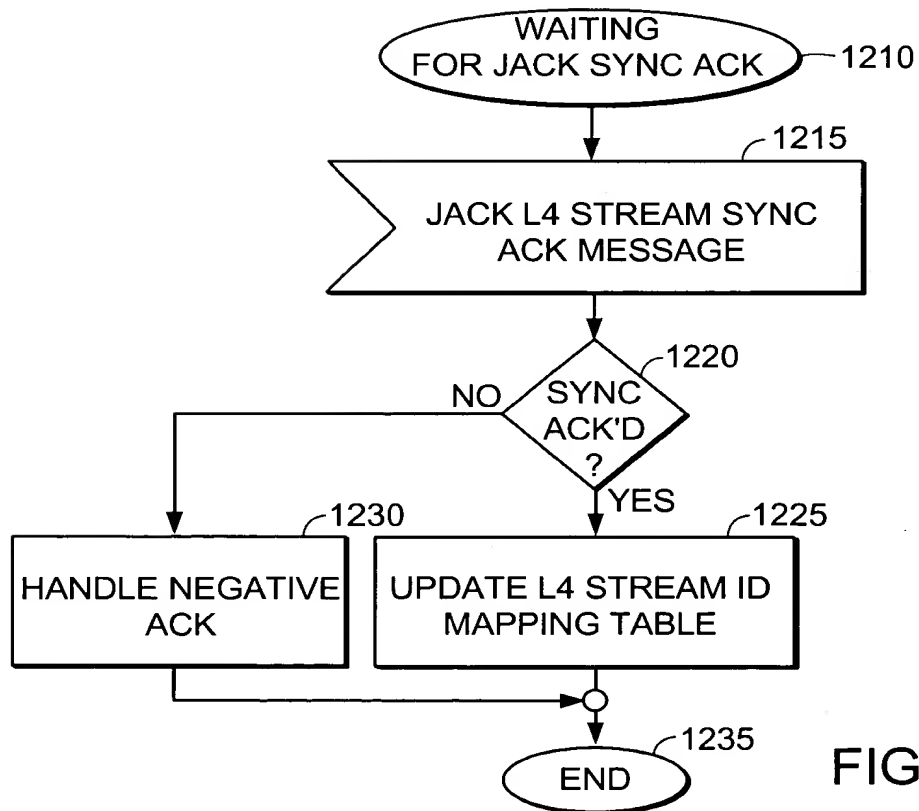 WAITING
FOR JACK SYNC ACK
1210
1215
JACK L4 STREAM SYNC
ACK MESSAGE
1220
SYNC
ACK'D
?
NO
YES
1230
HANDLE NEGATIVE
ACK
1225
UPDATE L4 STREAM ID
MAPPING TABLE
1235
END
FIG